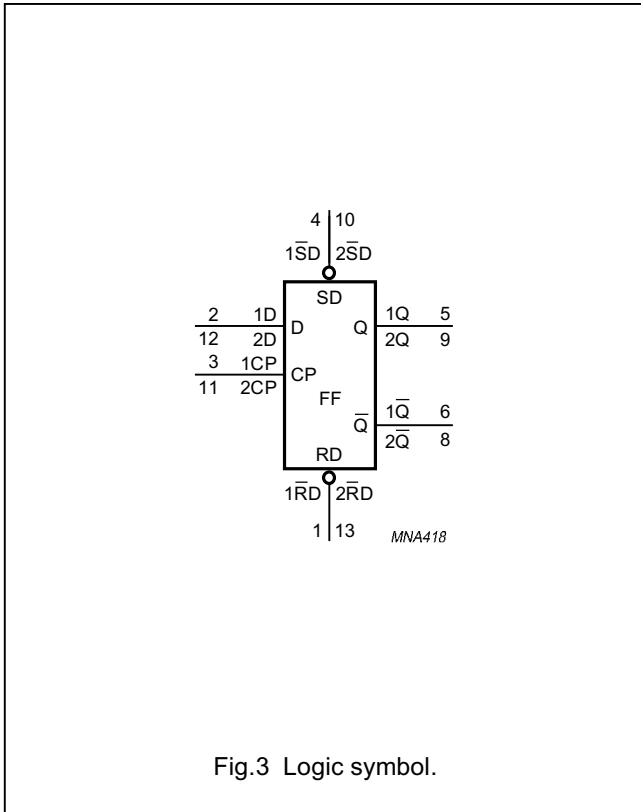 4 10
1S̅D 2S̅D
SD
2 1D D Q 1Q 5
12 2D 2Q 9
3 1CP CP
11 2CP
FF
Q̅ 1Q̅ 6
2Q̅ 8
RD
1R̅D 2R̅D
1 13
MNA418
Fig.3 Logic symbol.